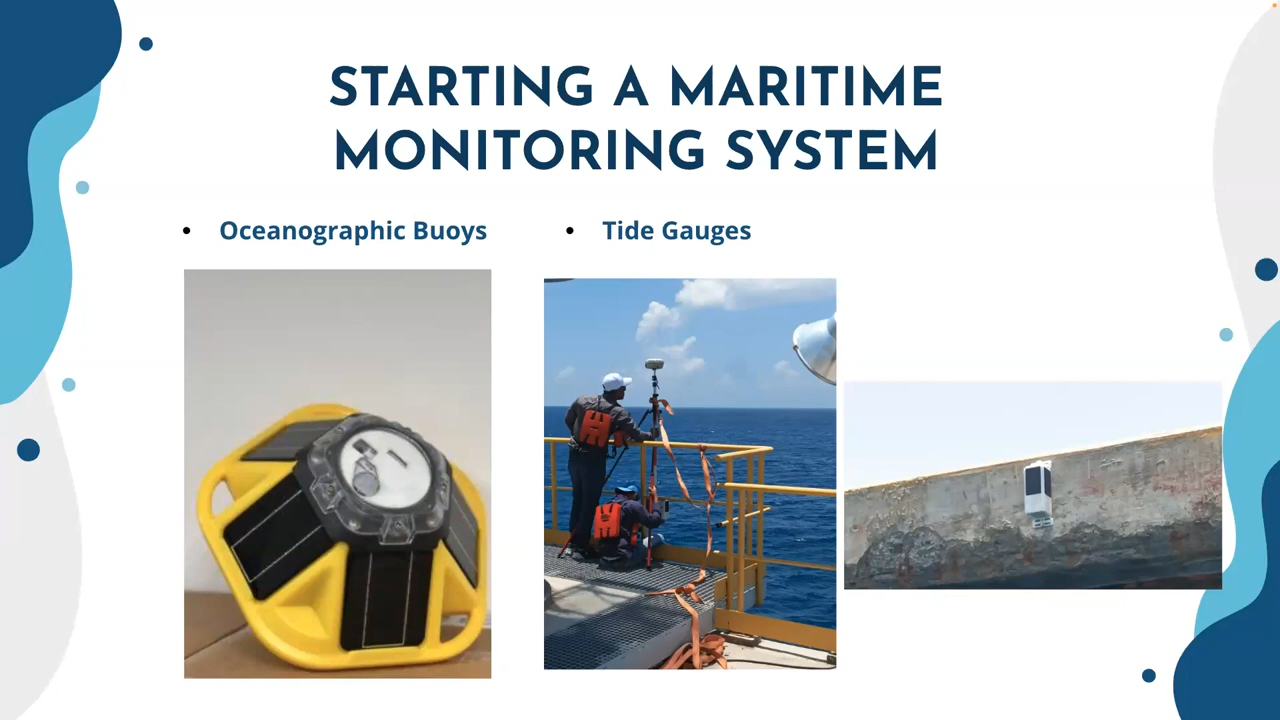 STARTING A MARITIME
MONITORING SYSTEM
• Oceanographic Buoys
• Tide Gauges